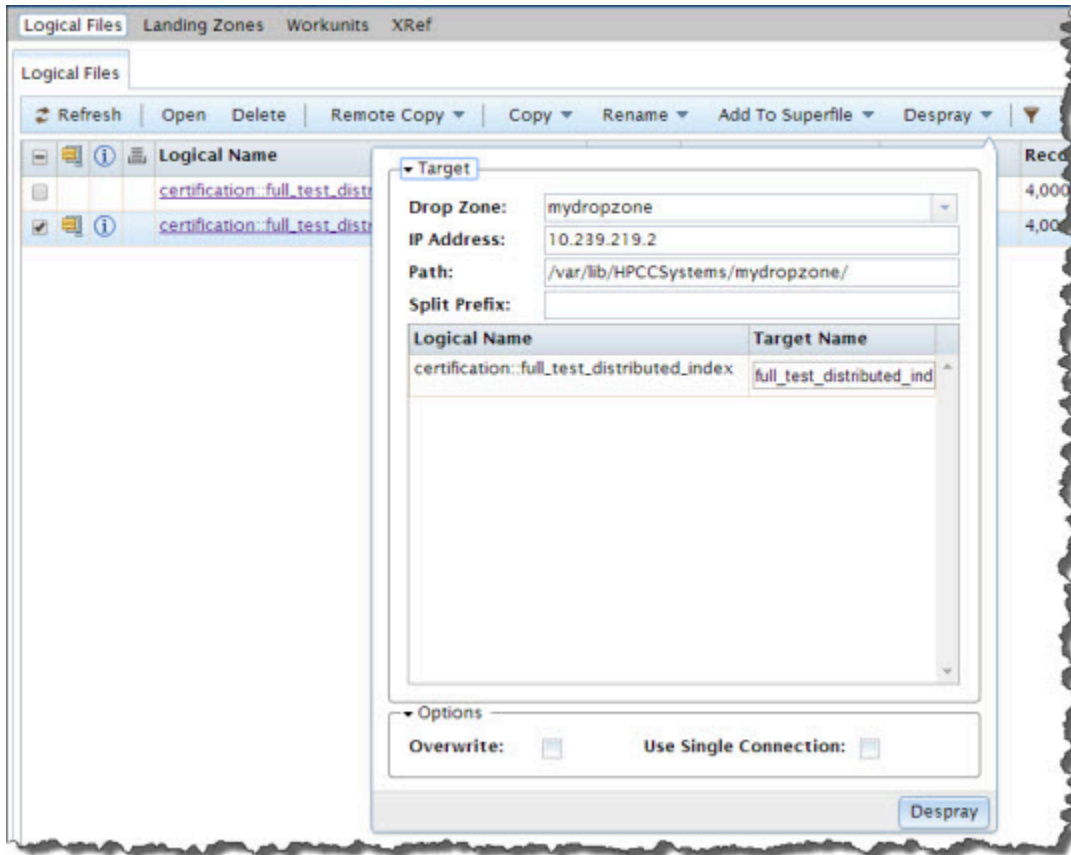 Logical Files Landing Zones Workunits XRef
Logical Files
Refresh Open Delete Remote Copy Copy Rename Add To Superfile Despray
Logical Name Reco
certification::full_test_distr 4,000
certification::full_test_distr 4,00
Target
Drop Zone: mydropzone
IP Address: 10.239.219.2
Path: /var/lib/HPCCSystems/mydropzone/
Split Prefix:
Logical Name Target Name
certification::full_test_distributed_index full_test_distributed_ind
Options
Overwrite: Use Single Connection:
Despray